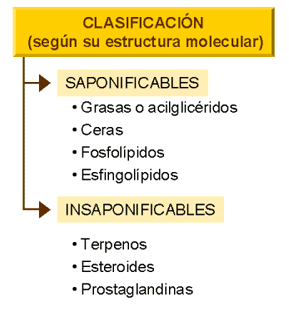 CLASIFICACIÓN
(según su estructura molecular)
SAPONIFICABLES
• Grasas o acilglicéridos
• Ceras
• Fosfolípidos
• Esfingolípidos
INSAPONIFICABLES
• Terpenos
• Esteroides
• Prostaglandinas